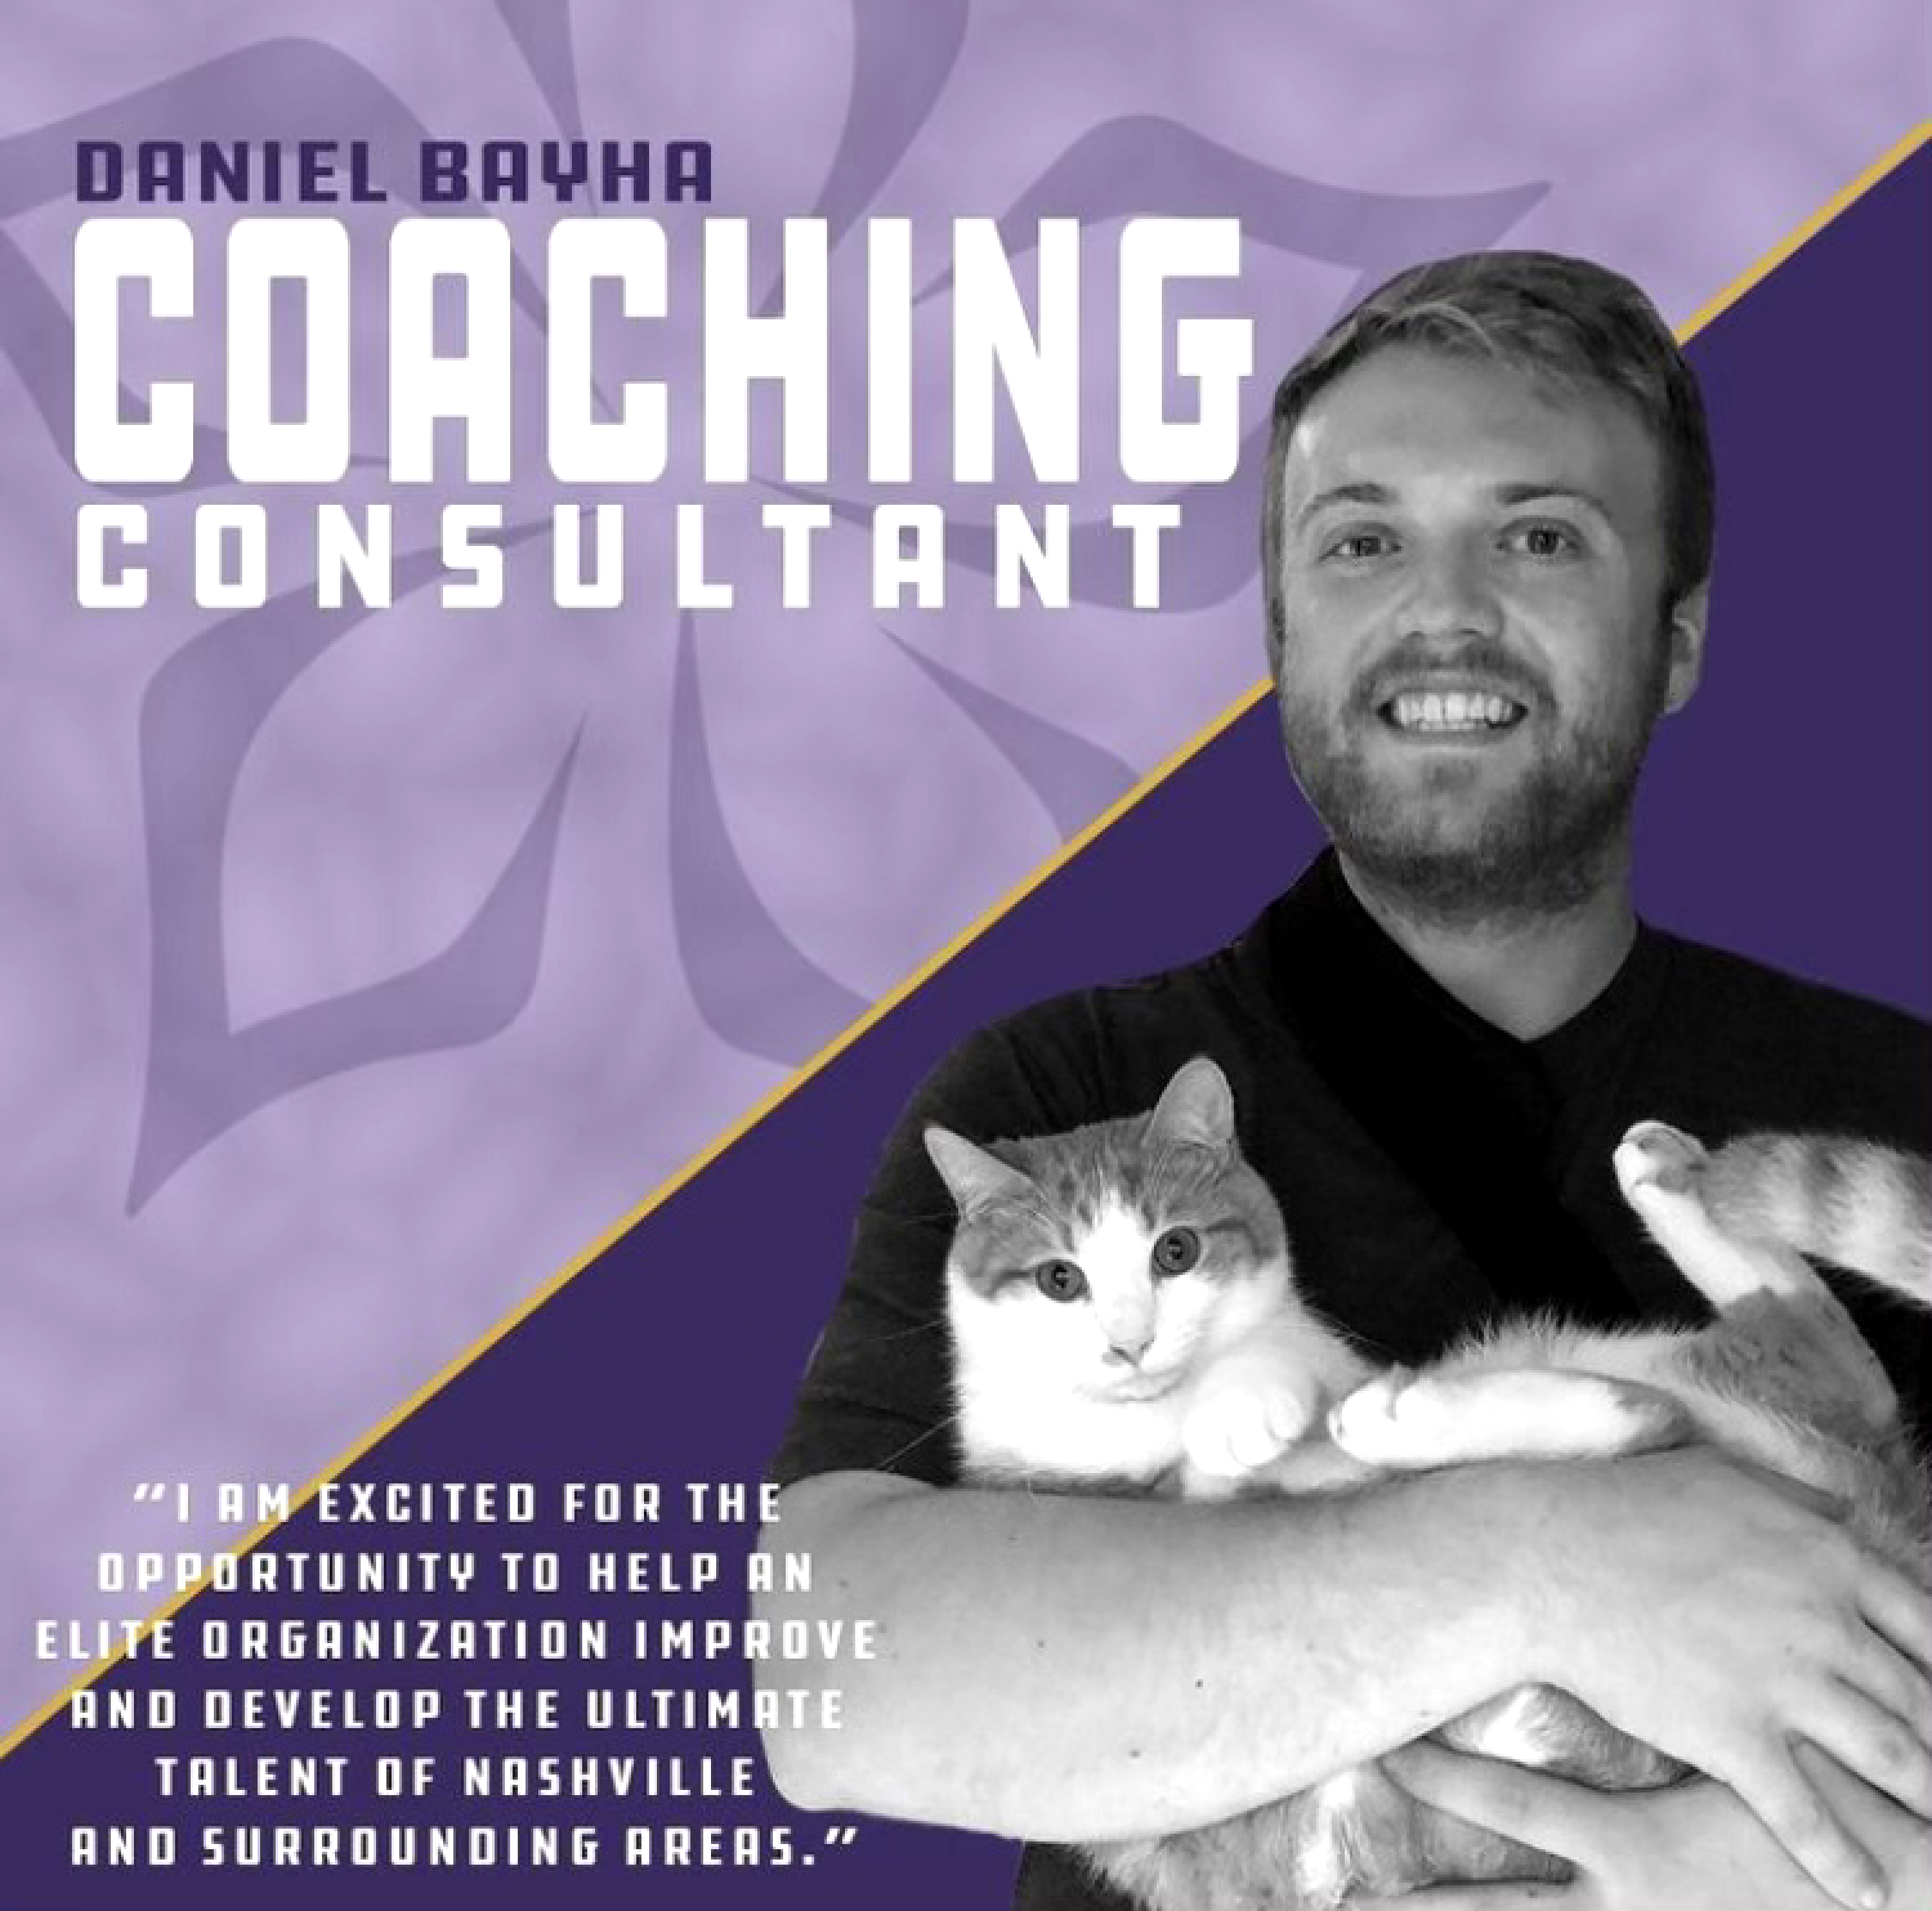 DANIEL BAYHA
COACHING
CONSULTANT
"I AM EXCITED FOR THE
OPPORTUNITY TO HELP AN
ELITE ORGANIZATION IMPROVE
AND DEVELOP THE ULTIMATE
TALENT OF NASHVILLE
AND SURROUNDING AREAS."